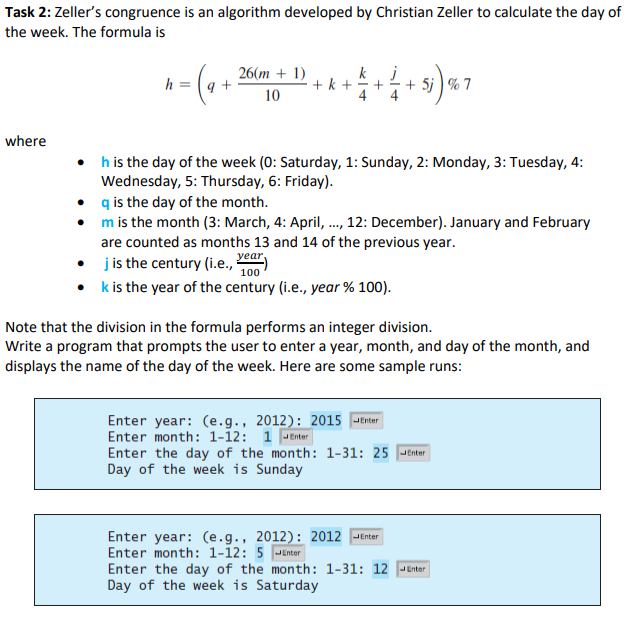 Task 2: Zeller's congruence is an algorithm developed by Christian Zeller to calculate the day of
the week. The formula is
h = (q + 26(m + 1)/10 + k + k/4 + j/4 + 5j) % 7
where
• h is the day of the week (0: Saturday, 1: Sunday, 2: Monday, 3: Tuesday, 4:
Wednesday, 5: Thursday, 6: Friday).
• q is the day of the month.
• m is the month (3: March, 4: April, ..., 12: December). January and February
are counted as months 13 and 14 of the previous year.
• j is the century (i.e., year/100)
• k is the year of the century (i.e., year % 100).
Note that the division in the formula performs an integer division.
Write a program that prompts the user to enter a year, month, and day of the month, and
displays the name of the day of the week. Here are some sample runs:
Enter year: (e.g., 2012): 2015 ↵Enter
Enter month: 1-12: 1 ↵Enter
Enter the day of the month: 1-31: 25 ↵Enter
Day of the week is Sunday
Enter year: (e.g., 2012): 2012 ↵Enter
Enter month: 1-12: 5 ↵Enter
Enter the day of the month: 1-31: 12 ↵Enter
Day of the week is Saturday